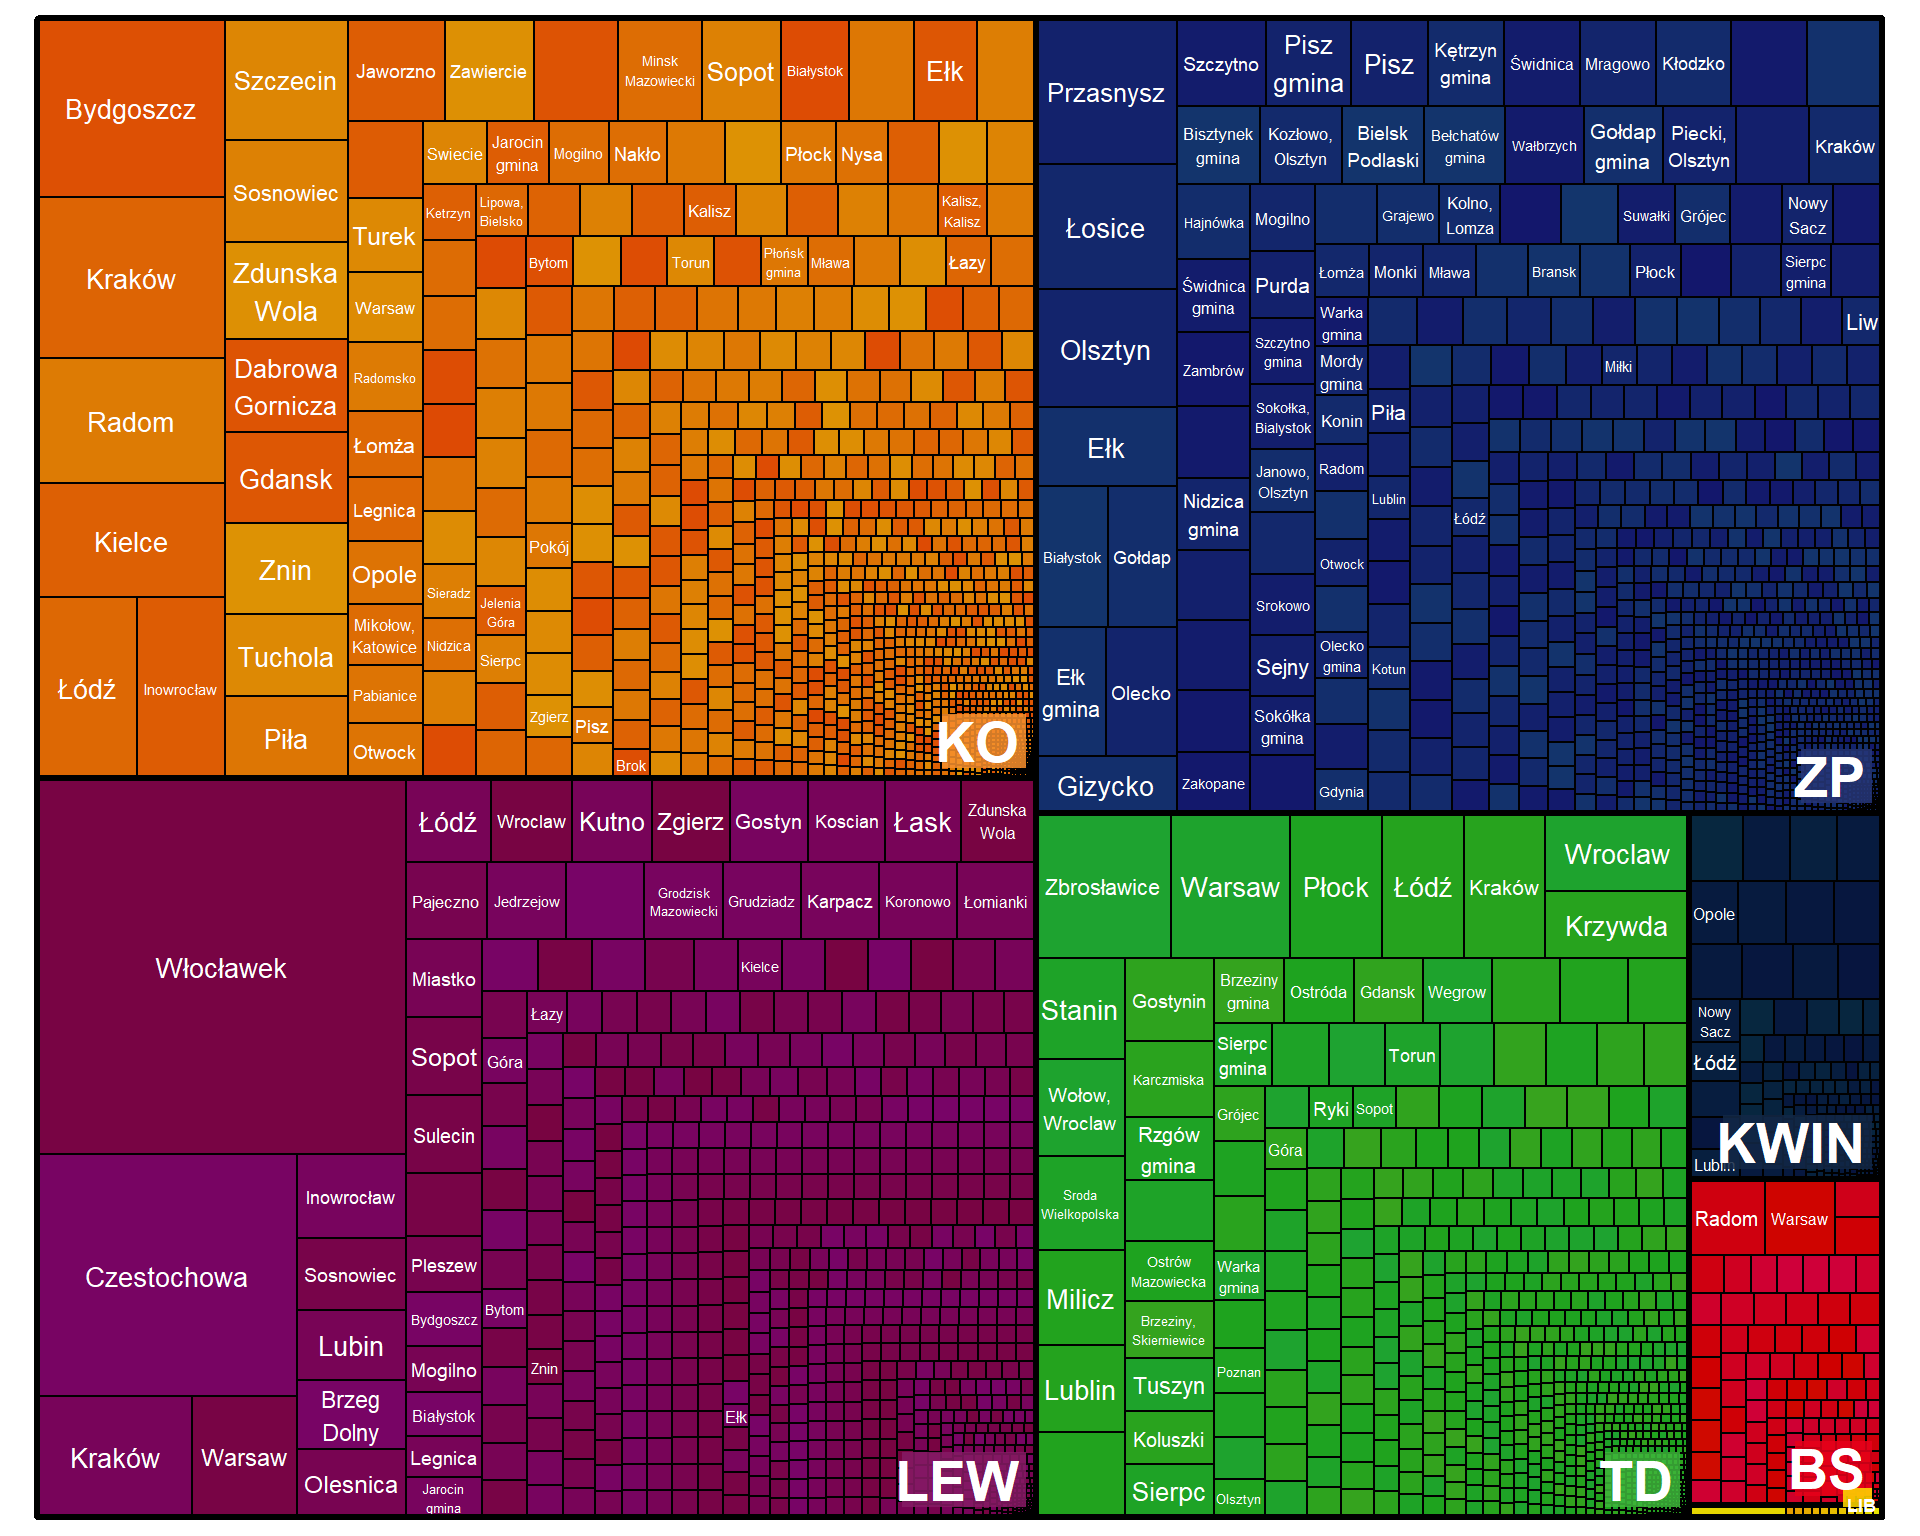 Bydgoszcz
Kraków
Radom
Kielce
Łódź
Inowrocław
Szczecin
Sosnowiec
Zdunska
Wola
Dabrowa
Gornicza
Gdansk
Znin
Tuchola
Piła
Jaworzno
Zawiercie
Minsk
Mazowiecki
Sopot
Białystok
Ełk
Turek
Warsaw
Radomsko
Łomża
Legnica
Opole
Mikołow,
Katowice
Pabianice
Otwock
Swiecie
Jarocin
gmina
Mogilno
Nakło
Płock
Nysa
Ketrzyn
Lipowa,
Bielsko
Kalisz
Kalisz,
Kalisz
Bytom
Torun
Płońsk
gmina
Mława
Łazy
Sieradz
Nidzica
Jelenia
Góra
Sierpc
Pokój
Zgierz
Pisz
Brok
KO
Przasnysz
Łosice
Olsztyn
Ełk
Białystok
Gołdap
Ełk
gmina
Olecko
Gizycko
Szczytno
Pisz
gmina
Pisz
Kętrzyn
gmina
Świdnica
Mragowo
Kłodzko
Bisztynek
gmina
Kozłowo,
Olsztyn
Bielsk
Podlaski
Bełchatów
gmina
Wałbrzych
Gołdap
gmina
Piecki,
Olsztyn
Kraków
Hajnówka
Świdnica
gmina
Zambrów
Nidzica
gmina
Zakopane
Mogilno
Purda
Szczytno
gmina
Sokołka,
Bialystok
Janowo,
Olsztyn
Srokowo
Sejny
Sokółka
gmina
Grajewo
Kolno,
Lomza
Suwałki
Grójec
Nowy
Sacz
Łomża
Monki
Mława
Bransk
Płock
Sierpc
gmina
Warka
gmina
Mordy
gmina
Konin
Radom
Otwock
Olecko
gmina
Gdynia
Liw
Miłki
Piła
Lublin
Kotun
Łódź
ZP
Włocławek
Czestochowa
Kraków
Warsaw
Inowrocław
Sosnowiec
Lubin
Brzeg
Dolny
Olesnica
Łódź
Wroclaw
Kutno
Zgierz
Gostyn
Koscian
Łask
Zdunska
Wola
Pajeczno
Jedrzejow
Grodzisk
Mazowiecki
Grudziadz
Karpacz
Koronowo
Łomianki
Miastko
Sopot
Sulecin
Pleszew
Bydgoszcz
Mogilno
Białystok
Legnica
Jarocin
gmina
Kielce
Góra
Bytom
Łazy
Znin
Ełk
LEW
Zbrosławice
Warsaw
Płock
Łódź
Kraków
Wroclaw
Krzywda
Stanin
Wołow,
Wroclaw
Sroda
Wielkopolska
Milicz
Lublin
Gostynin
Karczmiska
Rzgów
gmina
Ostrów
Mazowiecka
Brzeziny,
Skierniewice
Tuszyn
Koluszki
Sierpc
Brzeziny
gmina
Ostróda
Gdansk
Wegrow
Sierpc
gmina
Torun
Grójec
Ryki
Sopot
Góra
Warka
gmina
Poznan
Olsztyn
TD
Opole
Nowy
Sacz
Łódź
KWIN
Radom
Warsaw
BS
LIB